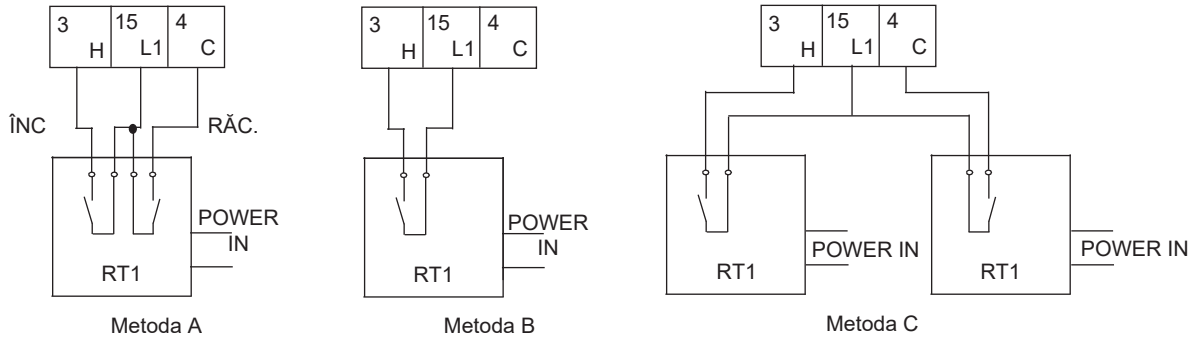 3 15 4
H L1 C
ÎNC RĂC.
POWER
IN
RT1
Metoda A
3 15 4
H L1 C
POWER
IN
RT1
Metoda B
3 15 4
H L1 C
POWER IN
RT1
POWER IN
RT1
Metoda C